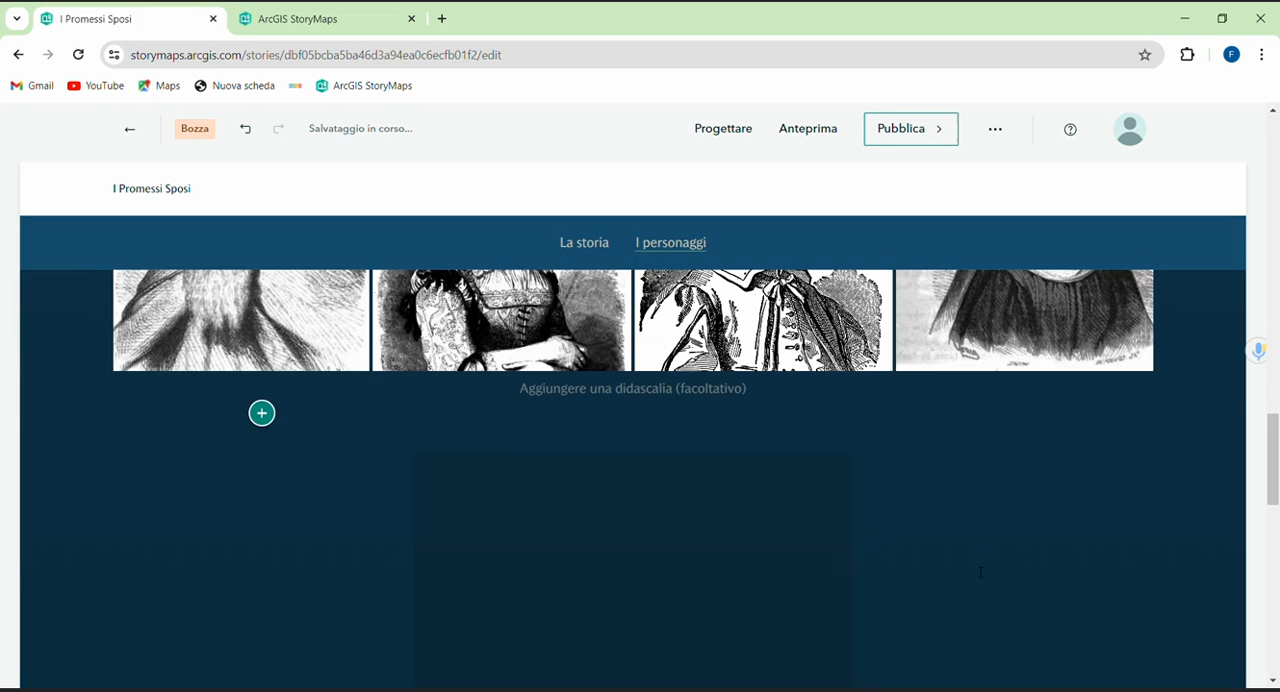 I Promessi Sposi
ArcGIS StoryMaps
storymaps.arcgis.com/stories/dbf05bcba5ba46d3a94ea0c6ecfb01f2/edit
F
Gmail YouTube Maps Nuova scheda ArcGIS StoryMaps
Bozza Salvataggio in corso... Progettare Anteprima Pubblica
I Promessi Sposi
La storia I personaggi
Aggiungere una didascalia (facoltativo)